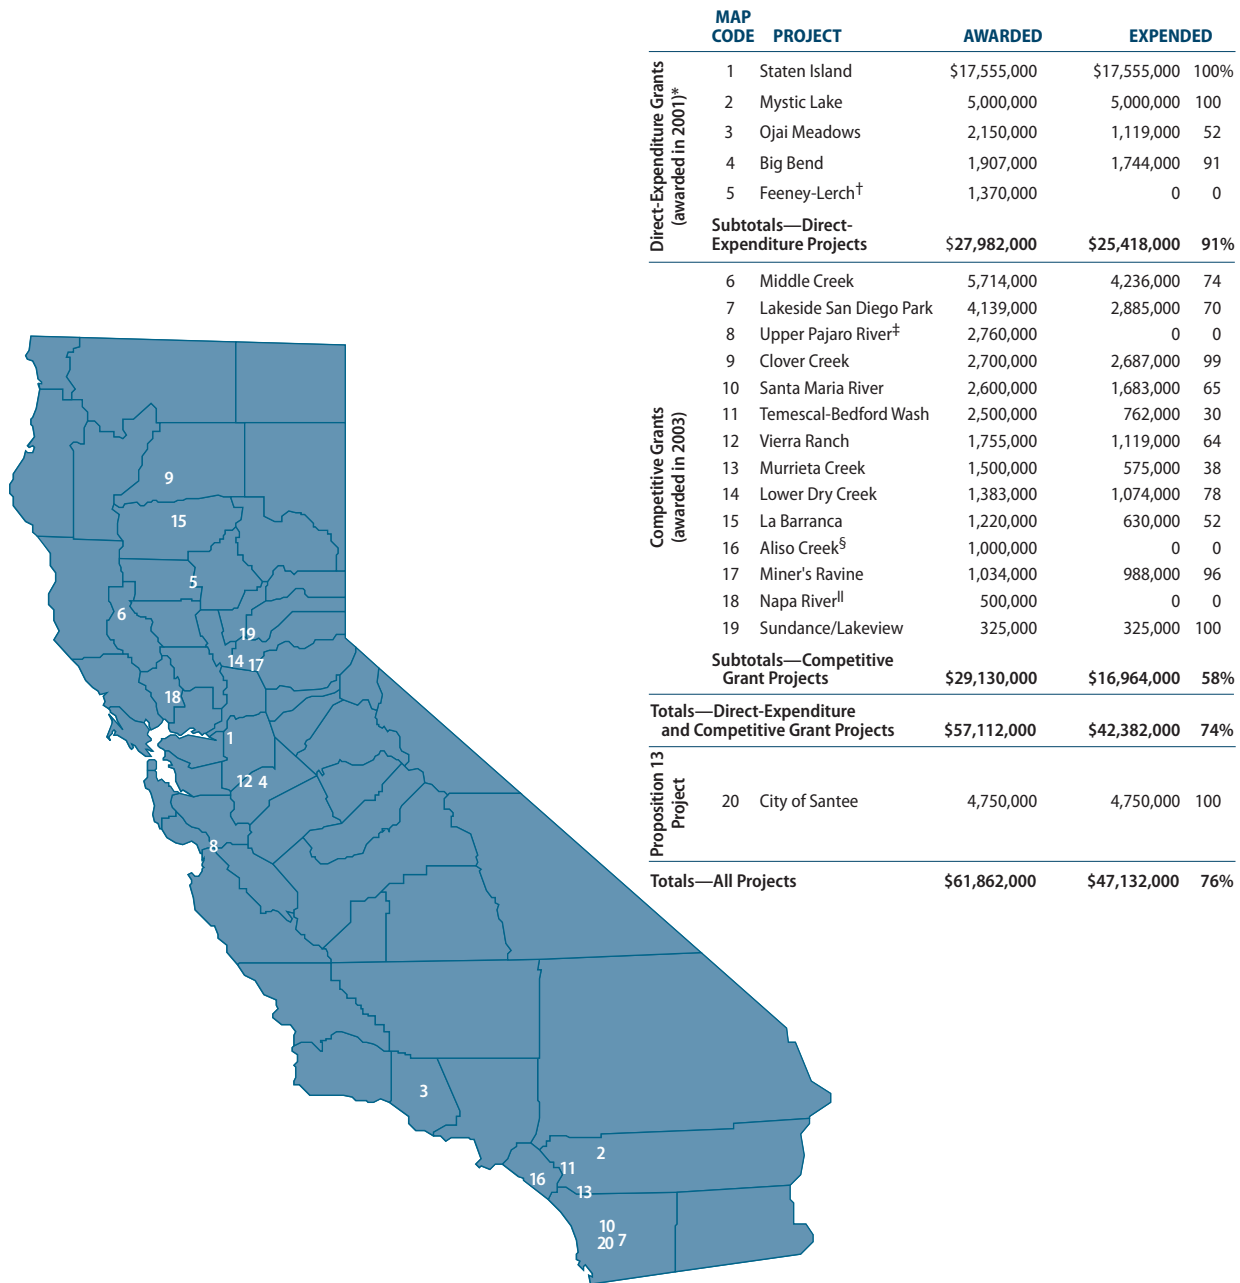 MAP
CODE PROJECT AWARDED EXPENDED
Direct-Expenditure Grants
(awarded in 2001)*
1 Staten Island $17,555,000 $17,555,000 100%
2 Mystic Lake 5,000,000 5,000,000 100
3 Ojai Meadows 2,150,000 1,119,000 52
4 Big Bend 1,907,000 1,744,000 91
5 Feeney-Lerch† 1,370,000 0 0
Subtotals—Direct-
Expenditure Projects $27,982,000 $25,418,000 91%
Competitive Grants
(awarded in 2003)
6 Middle Creek 5,714,000 4,236,000 74
7 Lakeside San Diego Park 4,139,000 2,885,000 70
8 Upper Pajaro River‡ 2,760,000 0 0
9 Clover Creek 2,700,000 2,687,000 99
10 Santa Maria River 2,600,000 1,683,000 65
11 Temescal-Bedford Wash 2,500,000 762,000 30
12 Vierra Ranch 1,755,000 1,119,000 64
13 Murrieta Creek 1,500,000 575,000 38
14 Lower Dry Creek 1,383,000 1,074,000 78
15 La Barranca 1,220,000 630,000 52
16 Aliso Creek§ 1,000,000 0 0
17 Miner's Ravine 1,034,000 988,000 96
18 Napa River|| 500,000 0 0
19 Sundance/Lakeview 325,000 325,000 100
Subtotals—Competitive
Grant Projects $29,130,000 $16,964,000 58%
Totals—Direct-Expenditure
and Competitive Grant Projects $57,112,000 $42,382,000 74%
Proposition 13
Project
20 City of Santee 4,750,000 4,750,000 100
Totals—All Projects $61,862,000 $47,132,000 76%
9
15
5
6
19
14 17
18
1
12 4
8
3
2
11
16
13
10
20 7